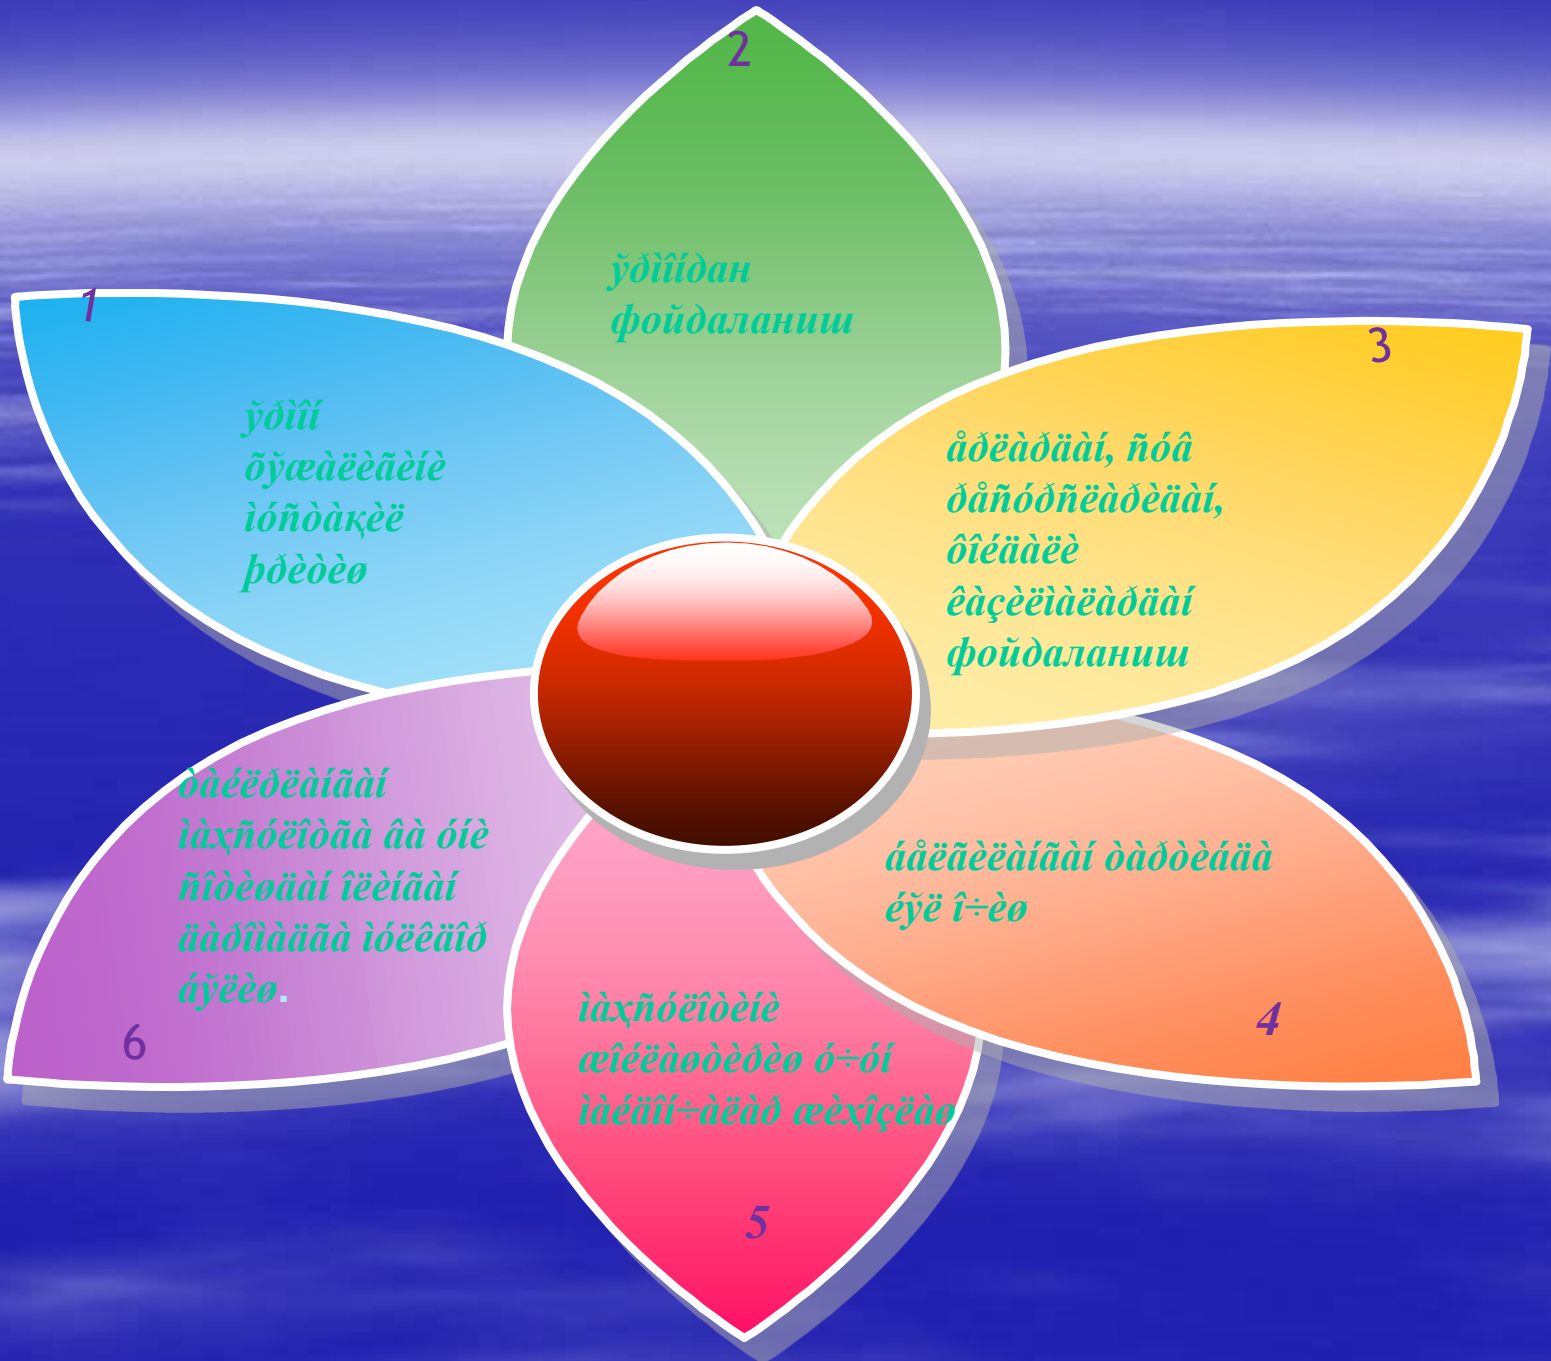 1
ўðìîí
õўæàëèãèíè
ìóñòàқèë
þðèòèø
2
ўðìîíдан
фойдаланиш
3
åðëàðäàí, ñóâ
ðåñóðñëàðèäàí,
ôîéäàëè
êàçèëìàëàðäàí
фойдаланиш
áåëãèëàíãàí òàðòèáäà
éўë î÷èø
4
ìàҳñóëîòèíè
æîéëàøòèðèø ó÷óí
ìàéäîí÷àëàð æèҳîçëàø
5
òàéëðëàíãàí
ìàҳñóëîòãà âà óíè
ñîòèøäàí îëèíãàí
äàðîìàäãà ìóëêäîð
áўëèø.
6